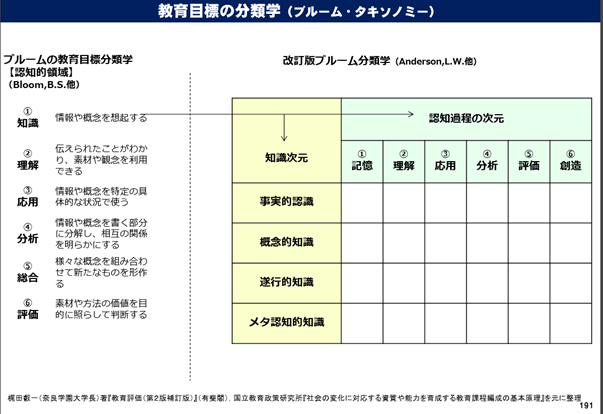 教育目標の分類学（ブルーム・タキソノミー）
ブルームの教育目標分類学
【認知的領域】
（Bloom,B.S.他）
①
知識
情報や概念を想起する
②
理解
伝えられたことがわか
り、素材や観念を利用
できる
③
応用
情報や概念を特定の具
体的な状況で使う
④
分析
情報や概念を書く部分
に分解し、相互の関係
を明らかにする
⑤
総合
様々な概念を組み合わ
せて新たなものを形作
る
⑥
評価
素材や方法の価値を目
的に照らして判断する
改訂版ブルーム分類学（Anderson,L.W.他）
知識次元
認知過程の次元
①
記憶
②
理解
③
応用
④
分析
⑤
評価
⑥
創造
事実的認識
概念的知識
遂行的知識
メタ認知的知識
梶田叡一（奈良学園大学長）著『教育評価（第2版補訂版）』（有斐閣）、国立教育政策研究所『社会の変化に対応する資質や能力を育成する教育課程編成の基本原理』を元に整理
191